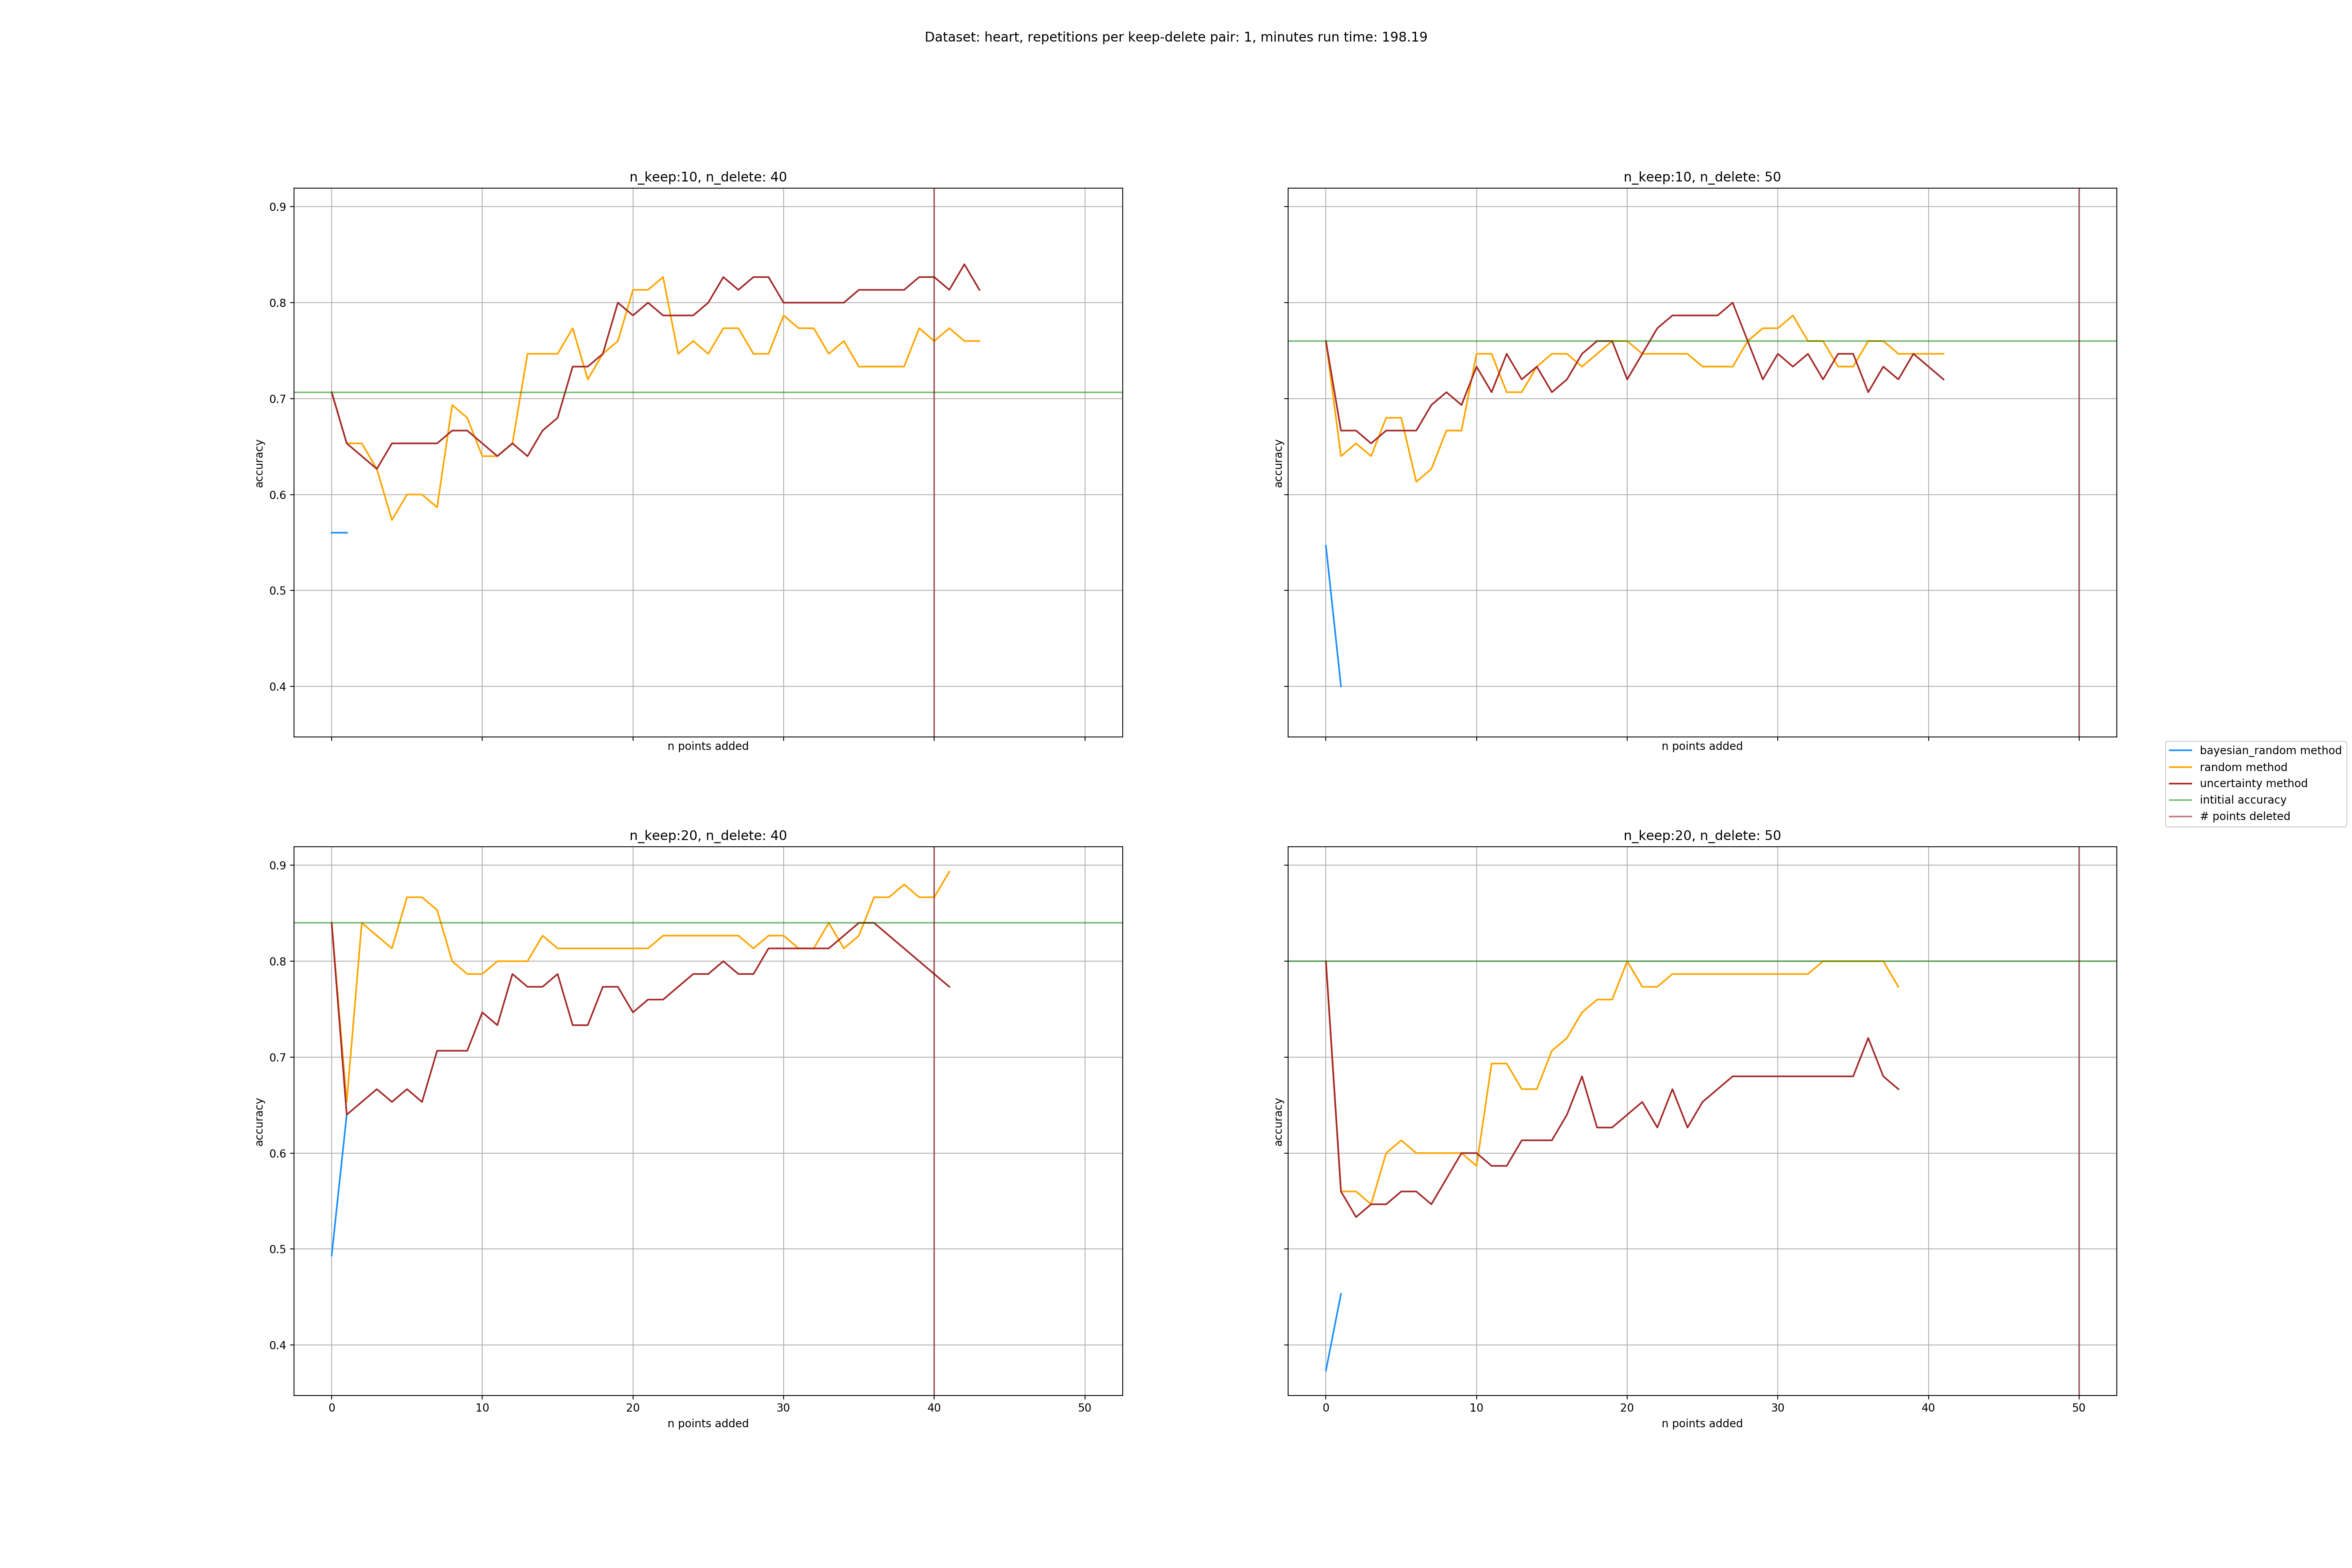 Dataset: heart, repetitions per keep-delete pair: 1, minutes run time: 198.19
n_keep:10, n_delete: 40
0.9
0.8
0.7
0.6
0.5
0.4
accuracy
n points added
n_keep:10, n_delete: 50
accuracy
n points added
bayesian_random method
random method
uncertainty method
intitial accuracy
# points deleted
n_keep:20, n_delete: 40
0.9
0.8
0.7
0.6
0.5
0.4
accuracy
0 10 20 30 40 50
n points added
n_keep:20, n_delete: 50
accuracy
0 10 20 30 40 50
n points added